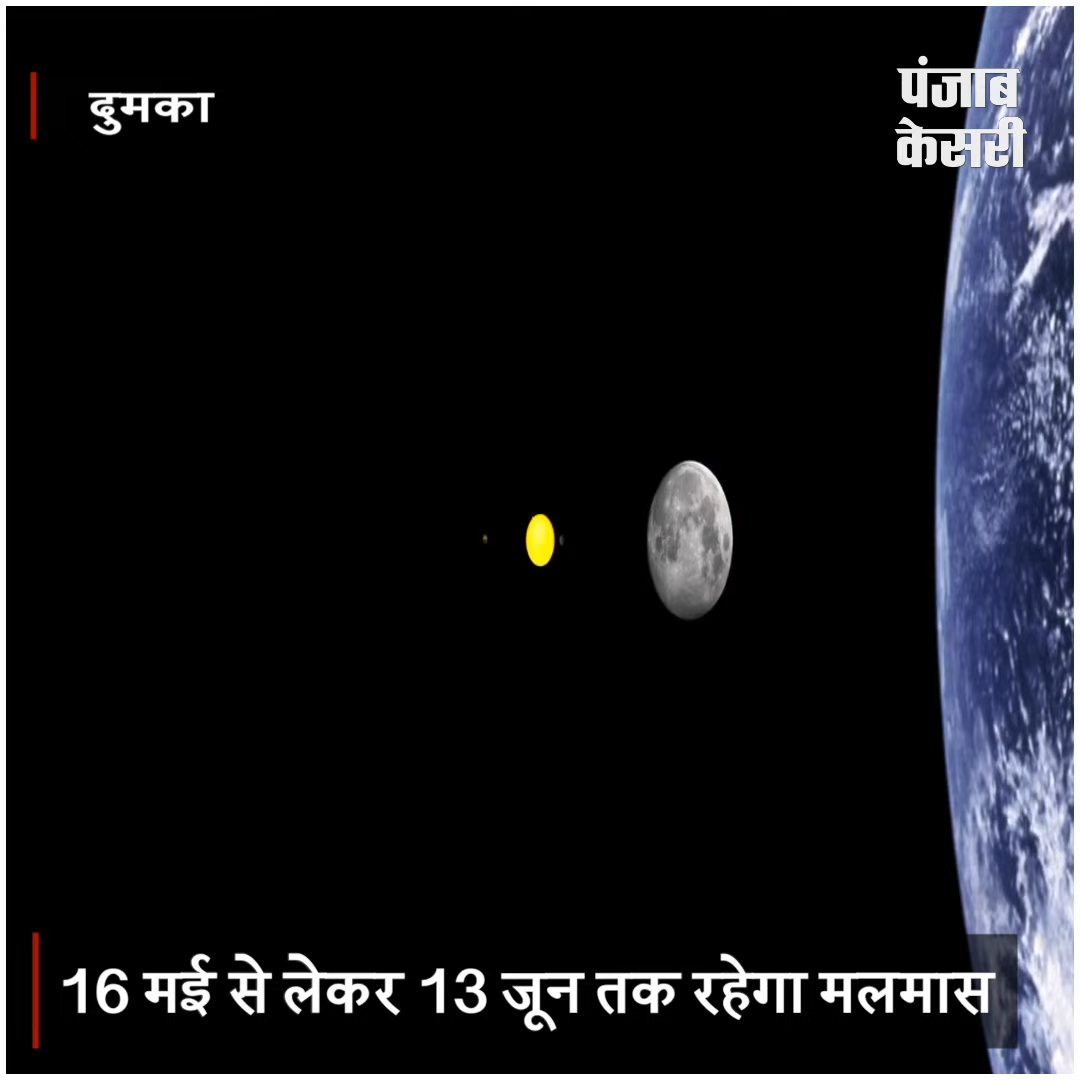 दुमका
पंजाब
केसरी
16 मई से लेकर 13 जून तक रहेगा मलमास